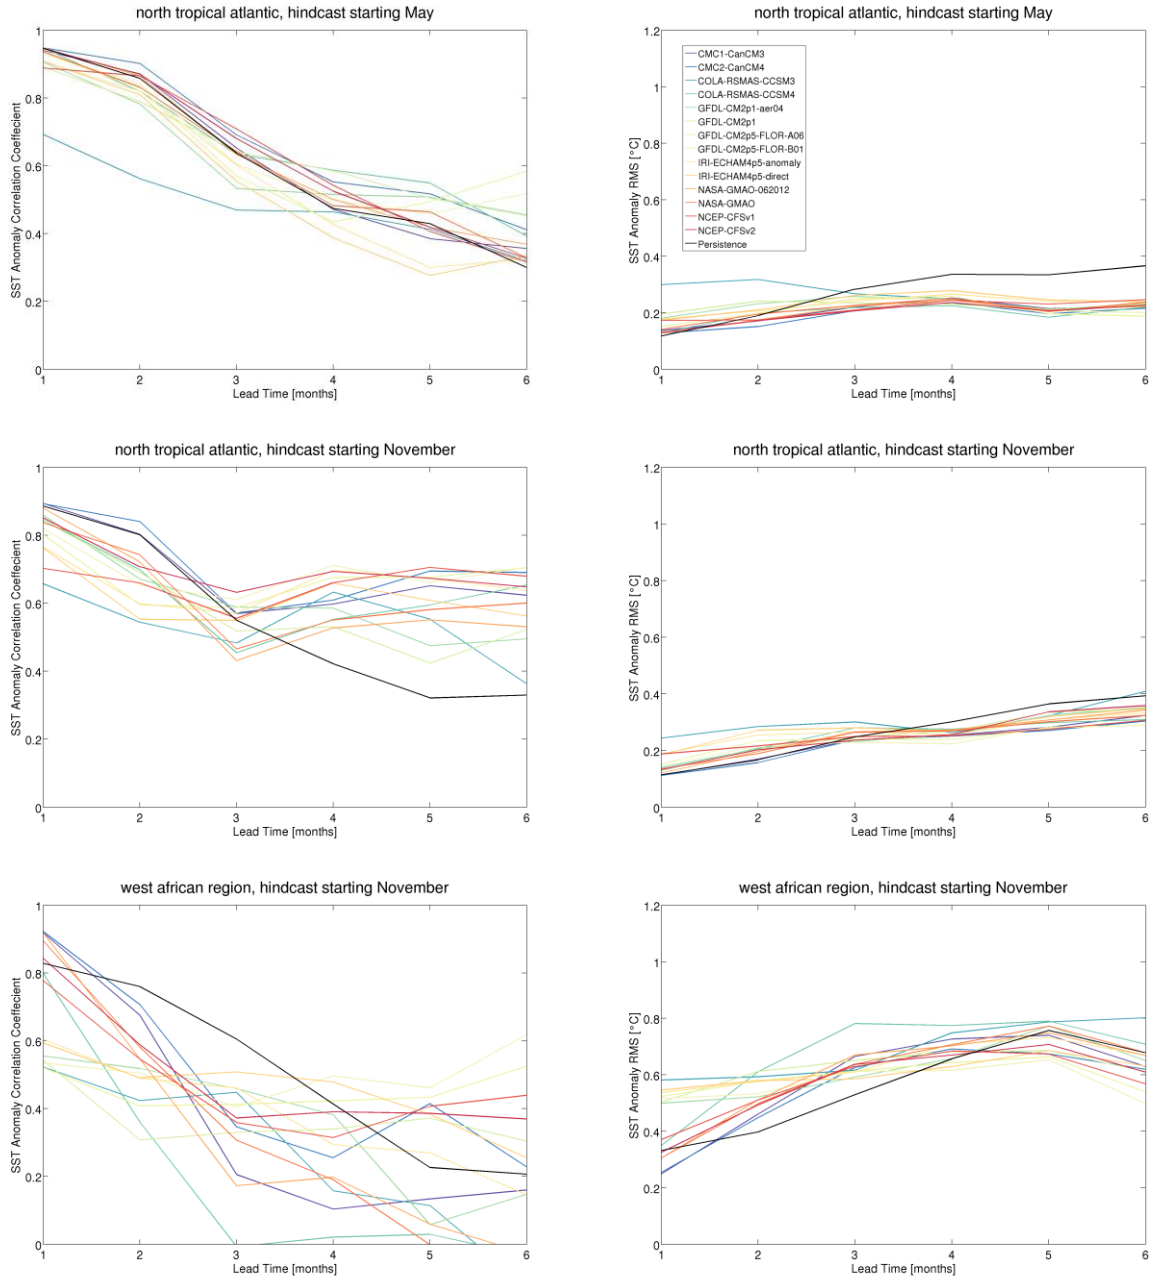 north tropical atlantic, hindcast starting May
SST Anomaly Correlation Coeffecient
1
0.8
0.6
0.4
0.2
0
1 2 3 4 5 6
Lead Time [months]
north tropical atlantic, hindcast starting May
SST Anomaly RMS [°C]
1.2
1
0.8
0.6
0.4
0.2
0
CMC1-CanCM3
CMC2-CanCM4
COLA-RSMAS-CCSM3
COLA-RSMAS-CCSM4
GFDL-CM2p1-aer04
GFDL-CM2p1
GFDL-CM2p5-FLOR-A06
GFDL-CM2p5-FLOR-B01
IRI-ECHAM4p5-anomaly
IRI-ECHAM4p5-direct
NASA-GMAO-062012
NASA-GMAO
NCEP-CFSv1
NCEP-CFSv2
Persistence
1 2 3 4 5 6
Lead Time [months]
north tropical atlantic, hindcast starting November
SST Anomaly Correlation Coeffecient
1
0.8
0.6
0.4
0.2
0
1 2 3 4 5 6
Lead Time [months]
north tropical atlantic, hindcast starting November
SST Anomaly RMS [°C]
1.2
1
0.8
0.6
0.4
0.2
0
1 2 3 4 5 6
Lead Time [months]
west african region, hindcast starting November
SST Anomaly Correlation Coeffecient
1
0.8
0.6
0.4
0.2
0
1 2 3 4 5 6
Lead Time [months]
west african region, hindcast starting November
SST Anomaly RMS [°C]
1.2
1
0.8
0.6
0.4
0.2
0
1 2 3 4 5 6
Lead Time [months]